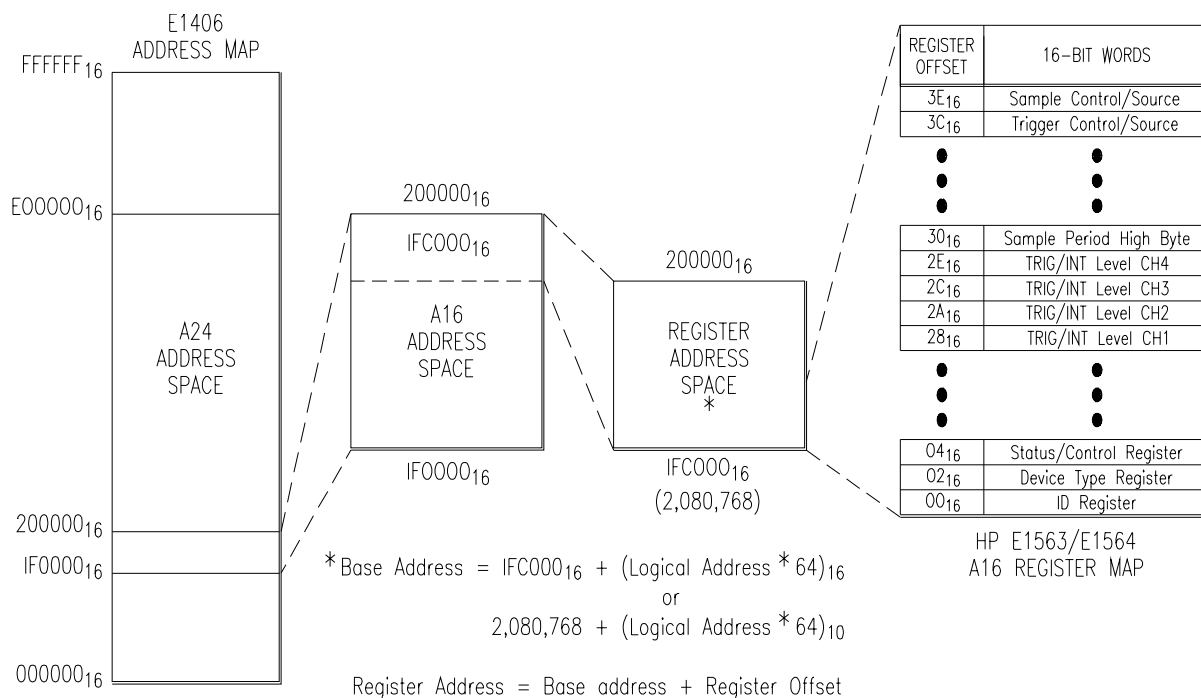 E1406
ADDRESS MAP
FFFFFF16
E0000016
A24
ADDRESS
SPACE
20000016
IF000016
00000016
20000016
IFC00016
A16
ADDRESS
SPACE
IF000016
20000016
REGISTER
ADDRESS
SPACE
*
IFC00016
(2,080,768)
*Base Address = IFC00016 + (Logical Address * 64)16
or
2,080,768 + (Logical Address * 64)10
Register Address = Base address + Register Offset
REGISTER OFFSET 16-BIT WORDS
3E16 Sample Control/Source
3C16 Trigger Control/Source
3016 Sample Period High Byte
2E16 TRIG/INT Level CH4
2C16 TRIG/INT Level CH3
2A16 TRIG/INT Level CH2
2816 TRIG/INT Level CH1
0416 Status/Control Register
0216 Device Type Register
0016 ID Register
HP E1563/E1564
A16 REGISTER MAP